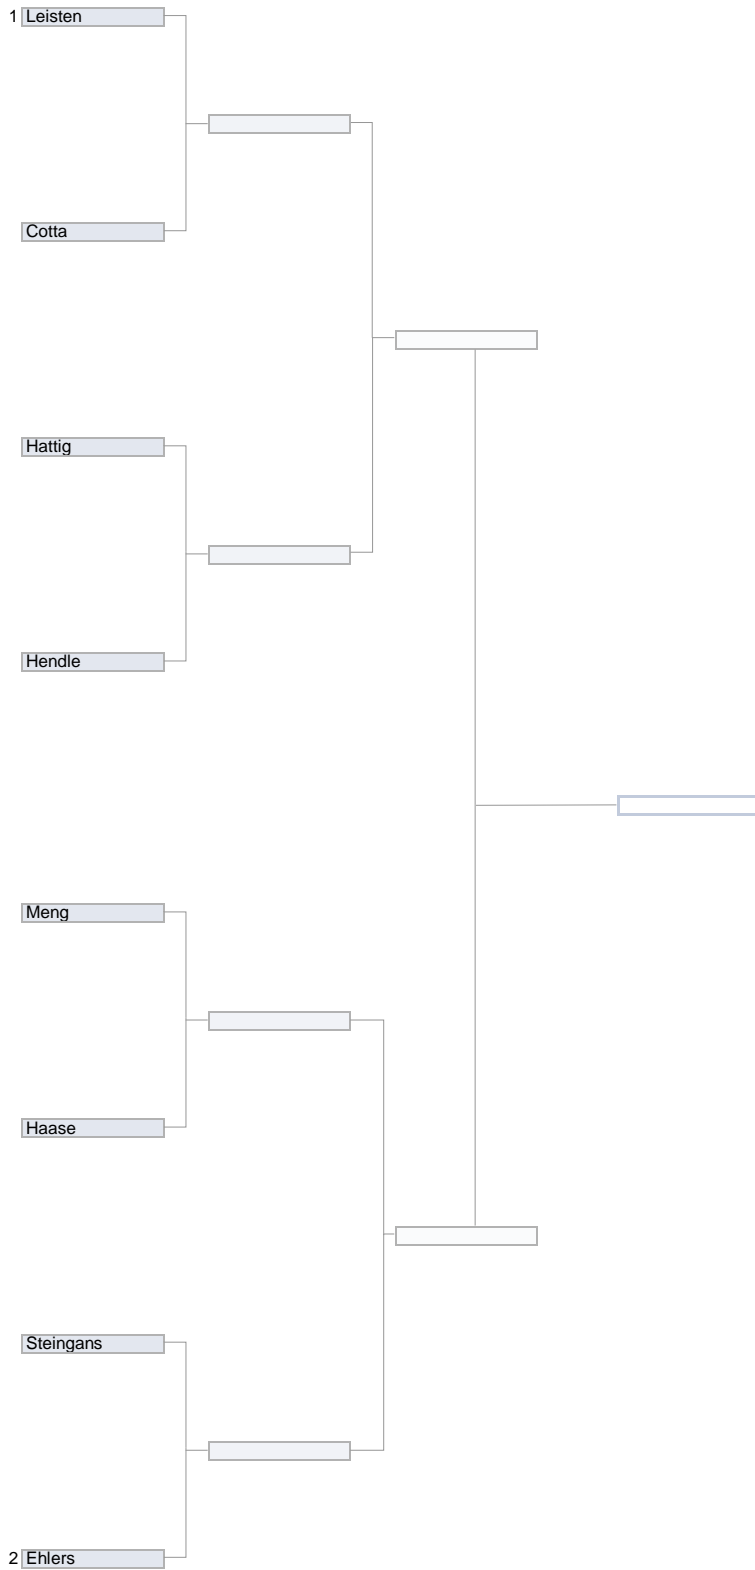 1 Leisten
Cotta
Hattig
Hendle
Meng
Haase
Steingans
2 Ehlers